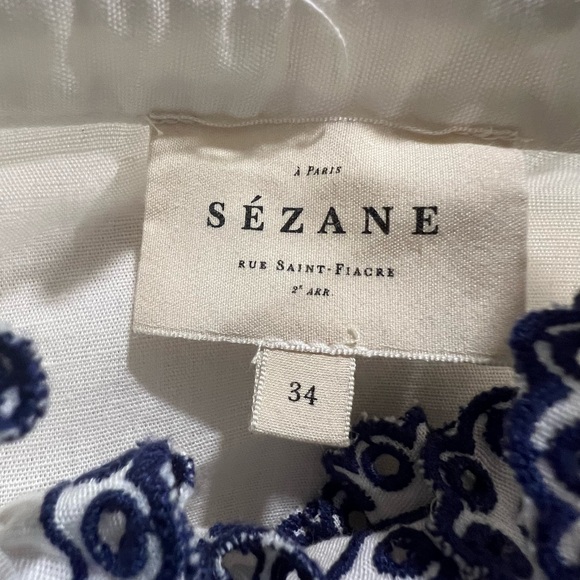 À PARIS
SÉZANE
RUE SAINT-FIACRE
2ᵉ ARR.
34